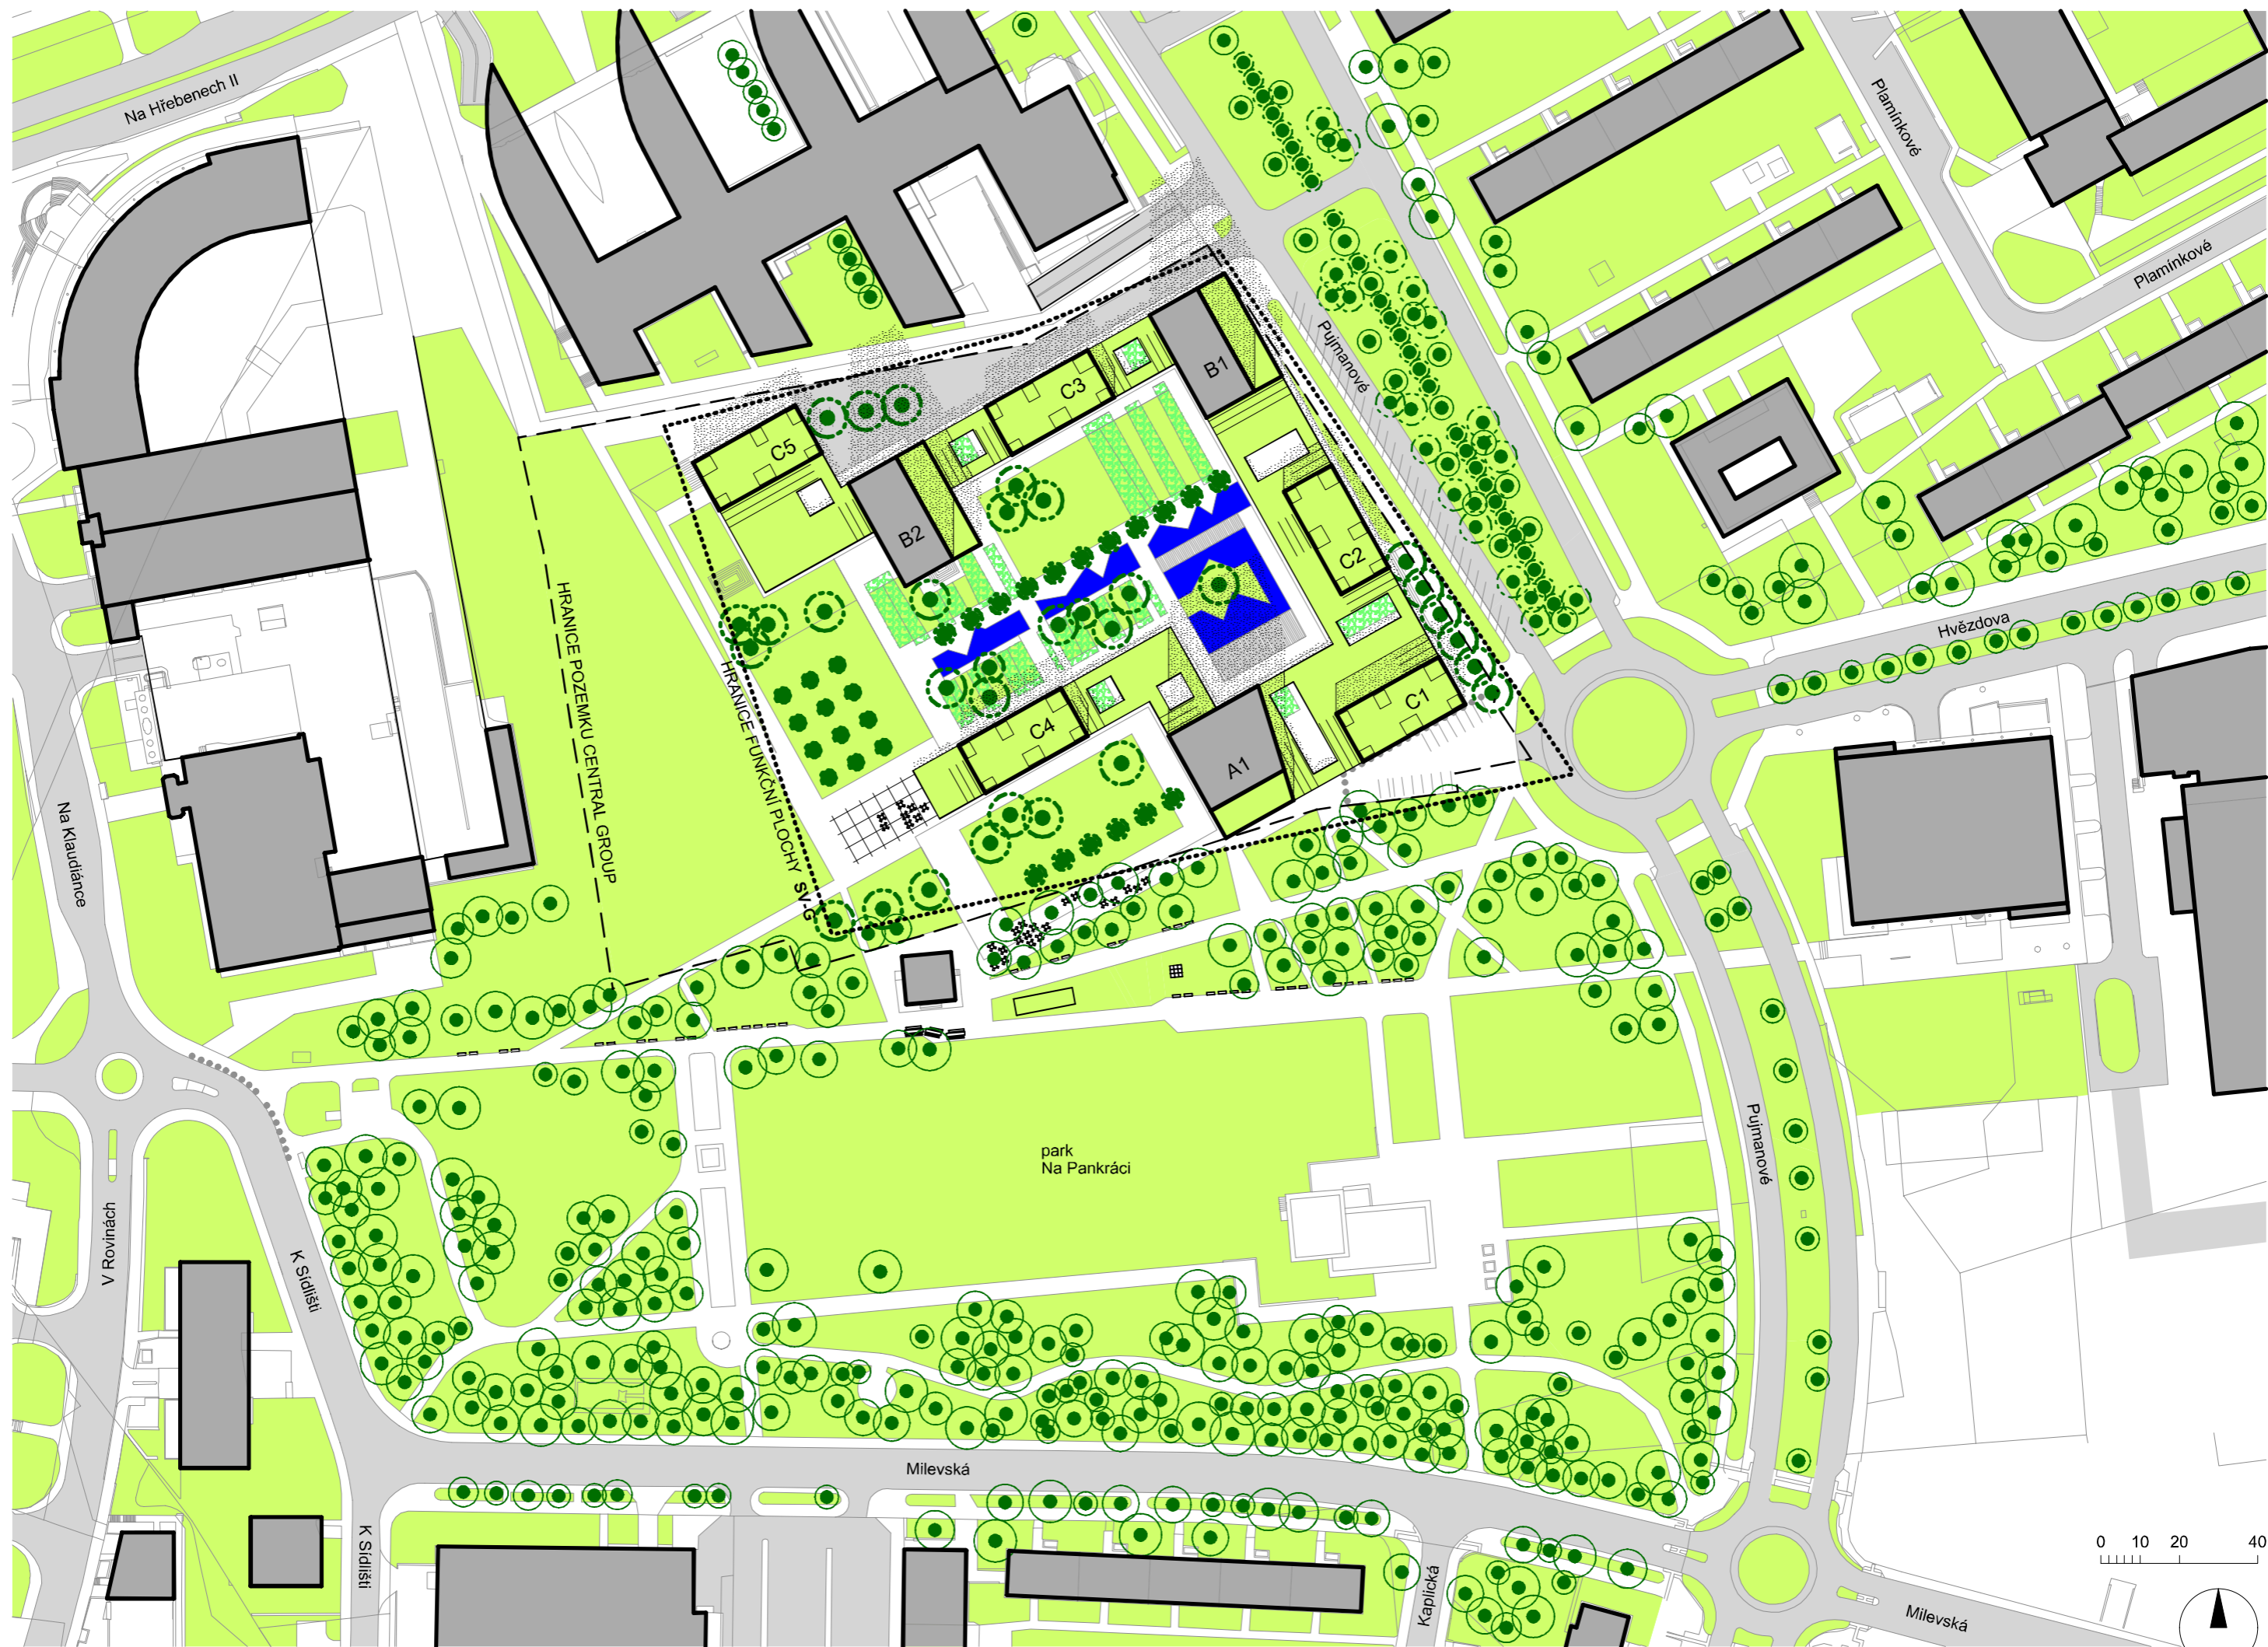 Na Hřebenech II
Plamínkové
Plamínkové
Pujmanové
B1
C3
C5
B2
C2
C1
C4
A1
HRANICE POZEMKU CENTRAL GROUP
HRANICE FUNKČNÍ PLOCHY SV-G
Hvězdova
Na Klaudiánce
park
Na Pankráci
Pujmanové
V Rovinách
K Sídlišti
Milevská
K Sídlišti
Kaplická
Milevská
0 10 20 40